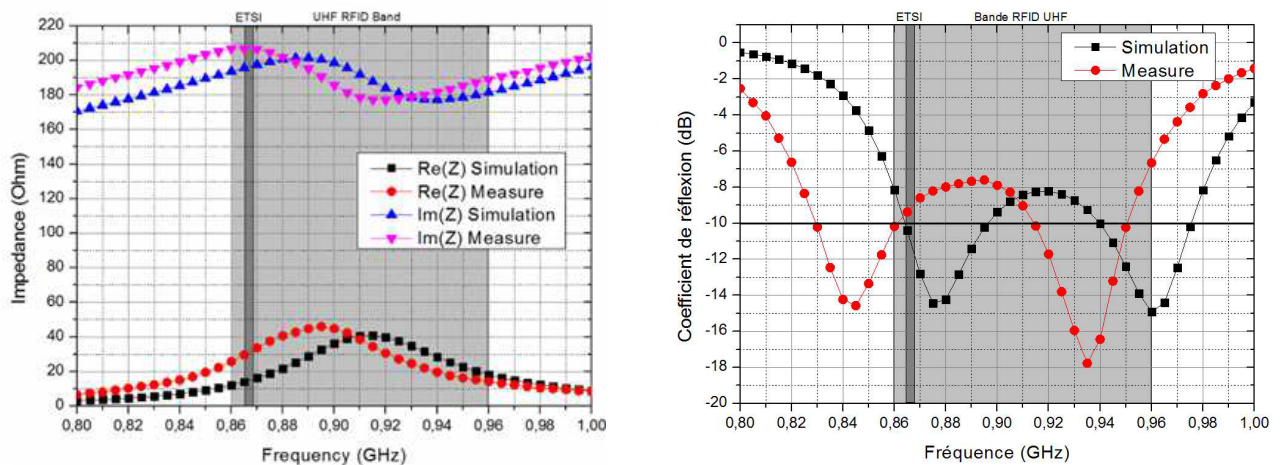 ETSI
UHF RFID Band
220
200
180
160
140
120
100
80
60
40
20
0
Impedance (Ohm)
Re(Z) Simulation
Re(Z) Measure
Im(Z) Simulation
Im(Z) Measure
0,80 0,82 0,84 0,86 0,88 0,90 0,92 0,94 0,96 0,98 1,00
Frequency (GHz)
ETSI
Bande RFID UHF
0
-2
-4
-6
-8
-10
-12
-14
-16
-18
-20
Coefficient de réflexion (dB)
Simulation
Measure
0,80 0,82 0,84 0,86 0,88 0,90 0,92 0,94 0,96 0,98 1,00
Fréquence (GHz)